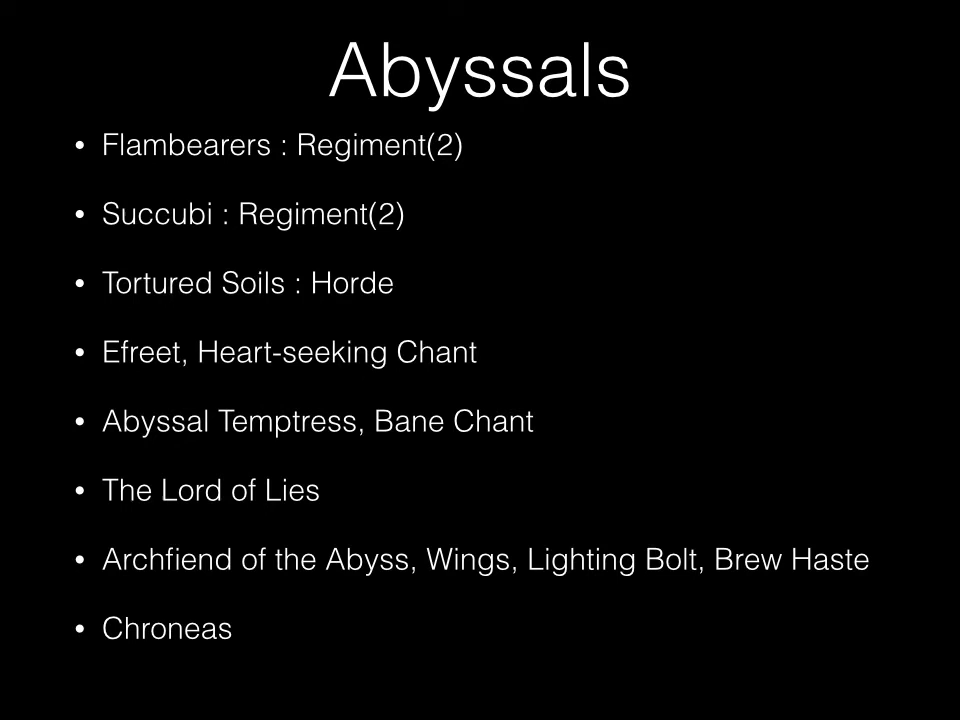 Abyssals
• Flambearers : Regiment(2)
• Succubi : Regiment(2)
• Tortured Soils : Horde
• Efreet, Heart-seeking Chant
• Abyssal Temptress, Bane Chant
• The Lord of Lies
• Archfiend of the Abyss, Wings, Lighting Bolt, Brew Haste
• Chroneas